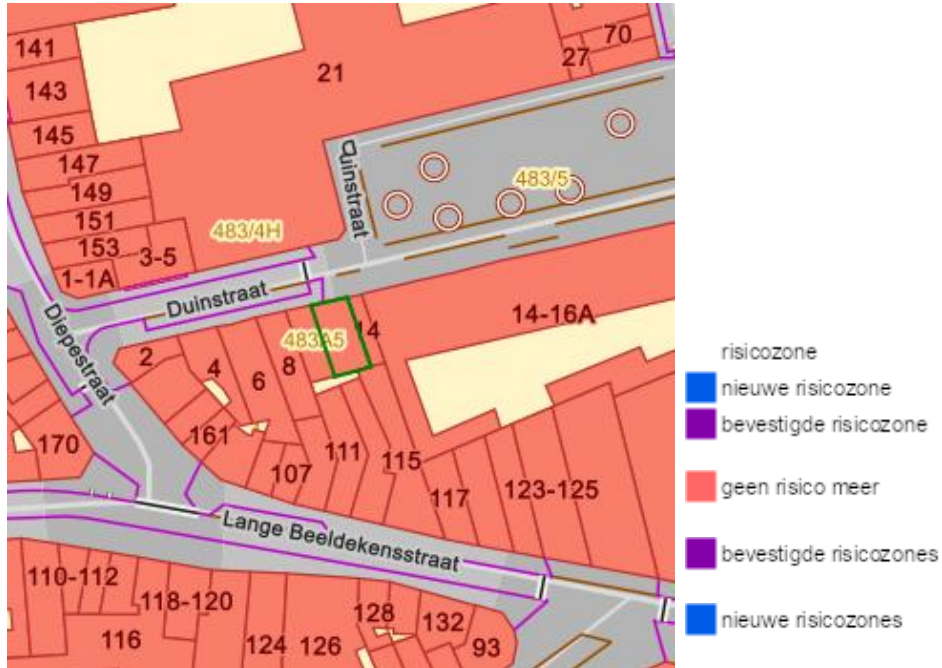 141
70
27
21
143
145
147
149
151
153
3-5
1-1A
483/4H
Duinstraat
483/5
Duinstraat
Diepestraat
14-16A
2
4
6
8
483A5
14
170
161
107
111
115
117
123-125
Lange Beeldekensstraat
110-112
118-120
116
124
126
128
132
93
risicozone
nieuwe risicozone
bevestigde risicozone
geen risico meer
bevestigde risicozones
nieuwe risicozones